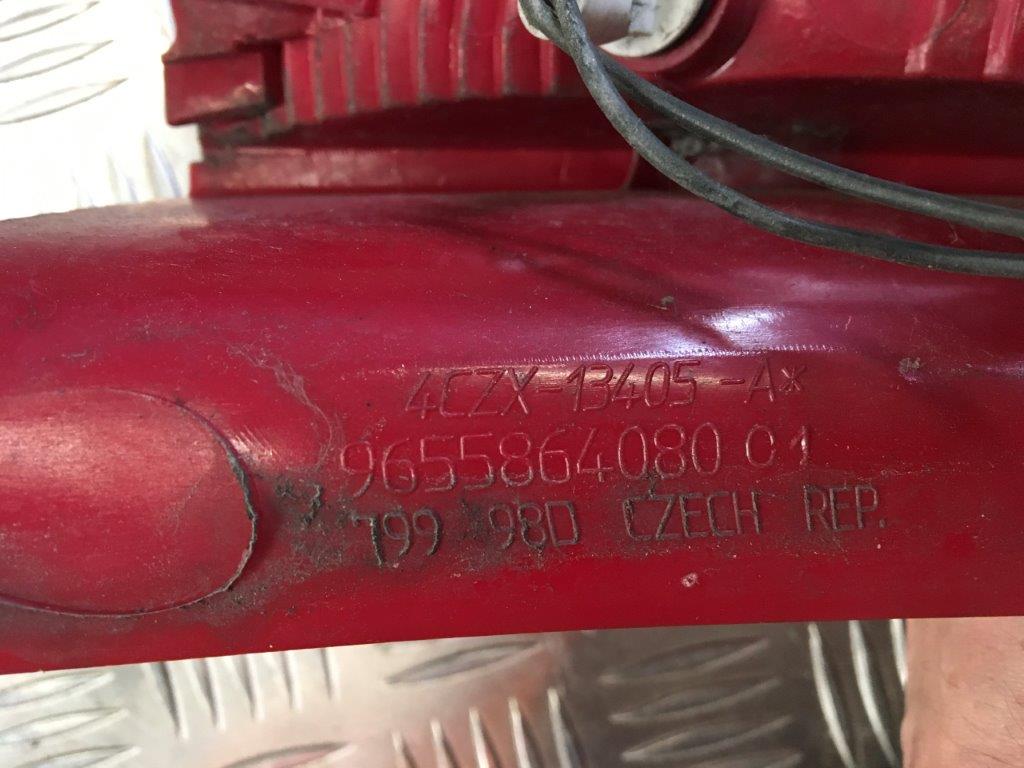 4CZX-13405-A*
9655864080 01
799 98D CZECH REP.